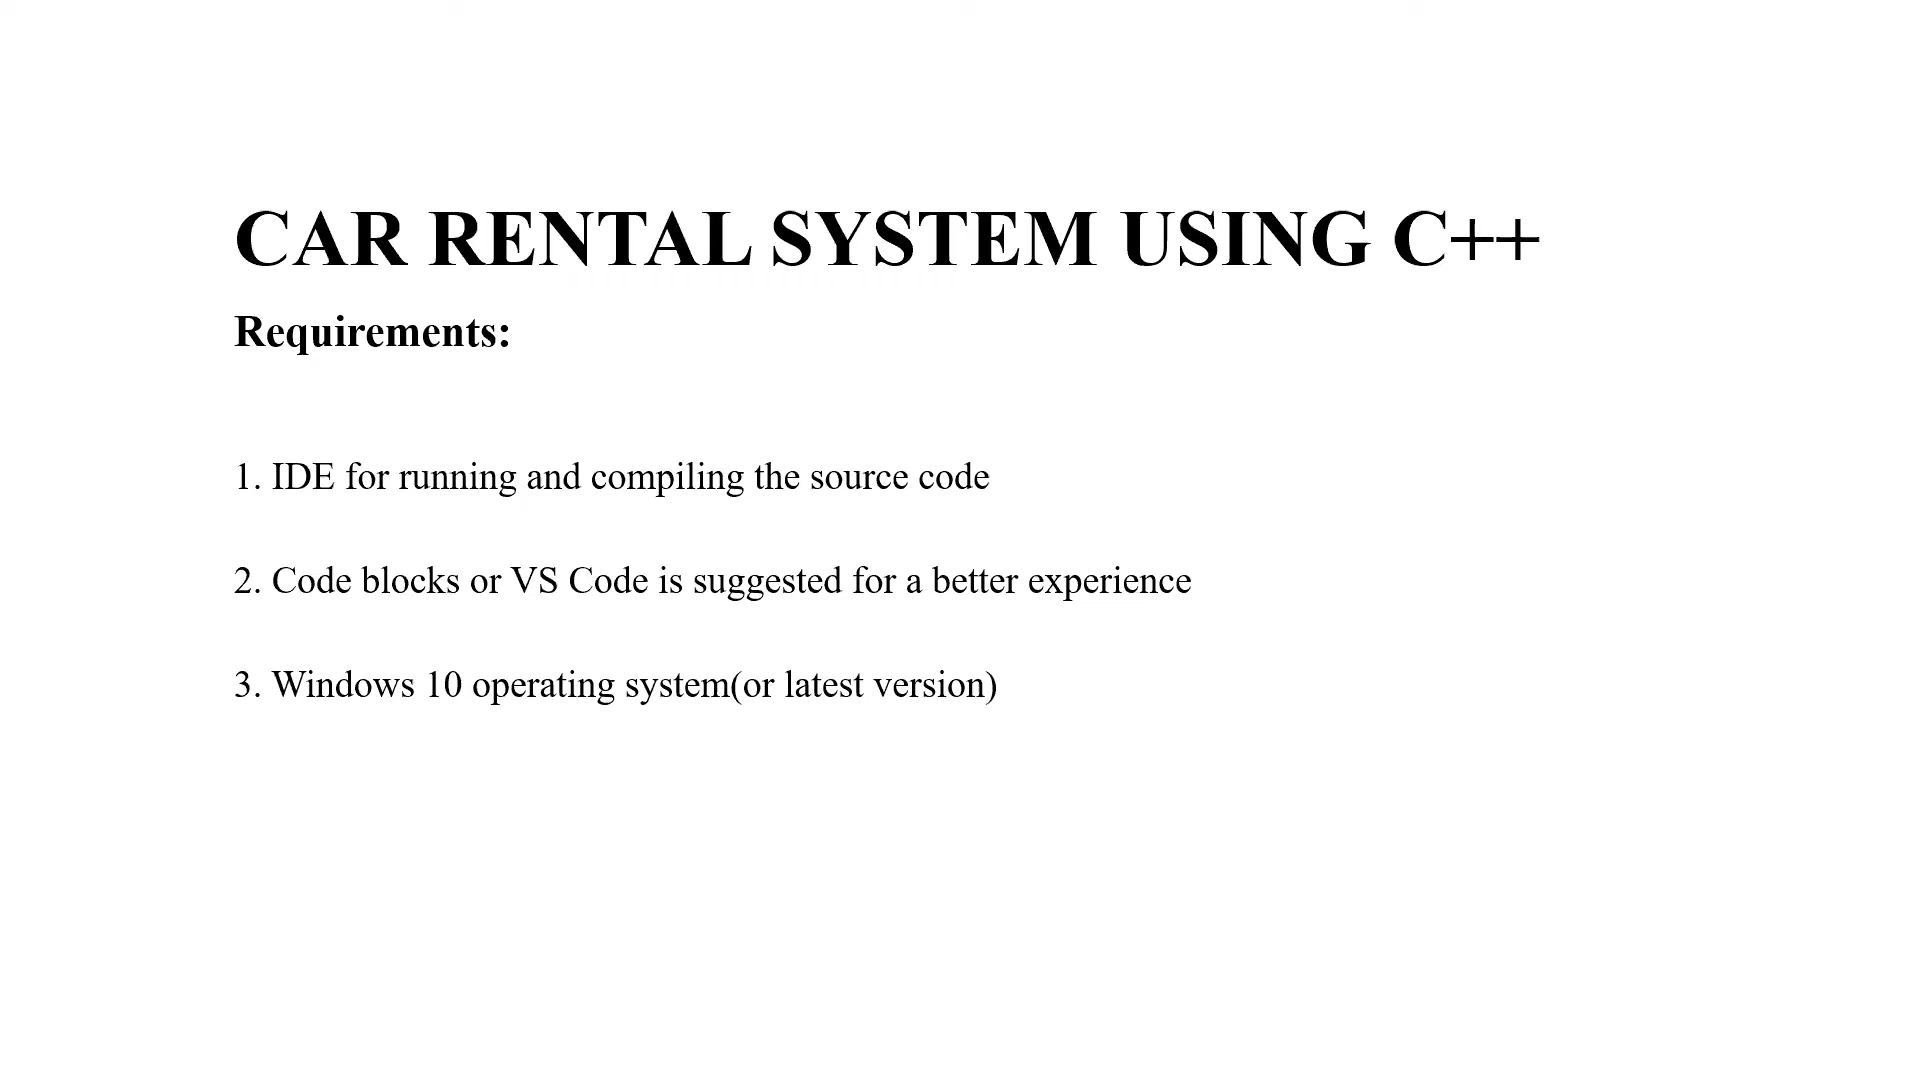 CAR RENTAL SYSTEM USING C++
Requirements:
1. IDE for running and compiling the source code
2. Code blocks or VS Code is suggested for a better experience
3. Windows 10 operating system(or latest version)